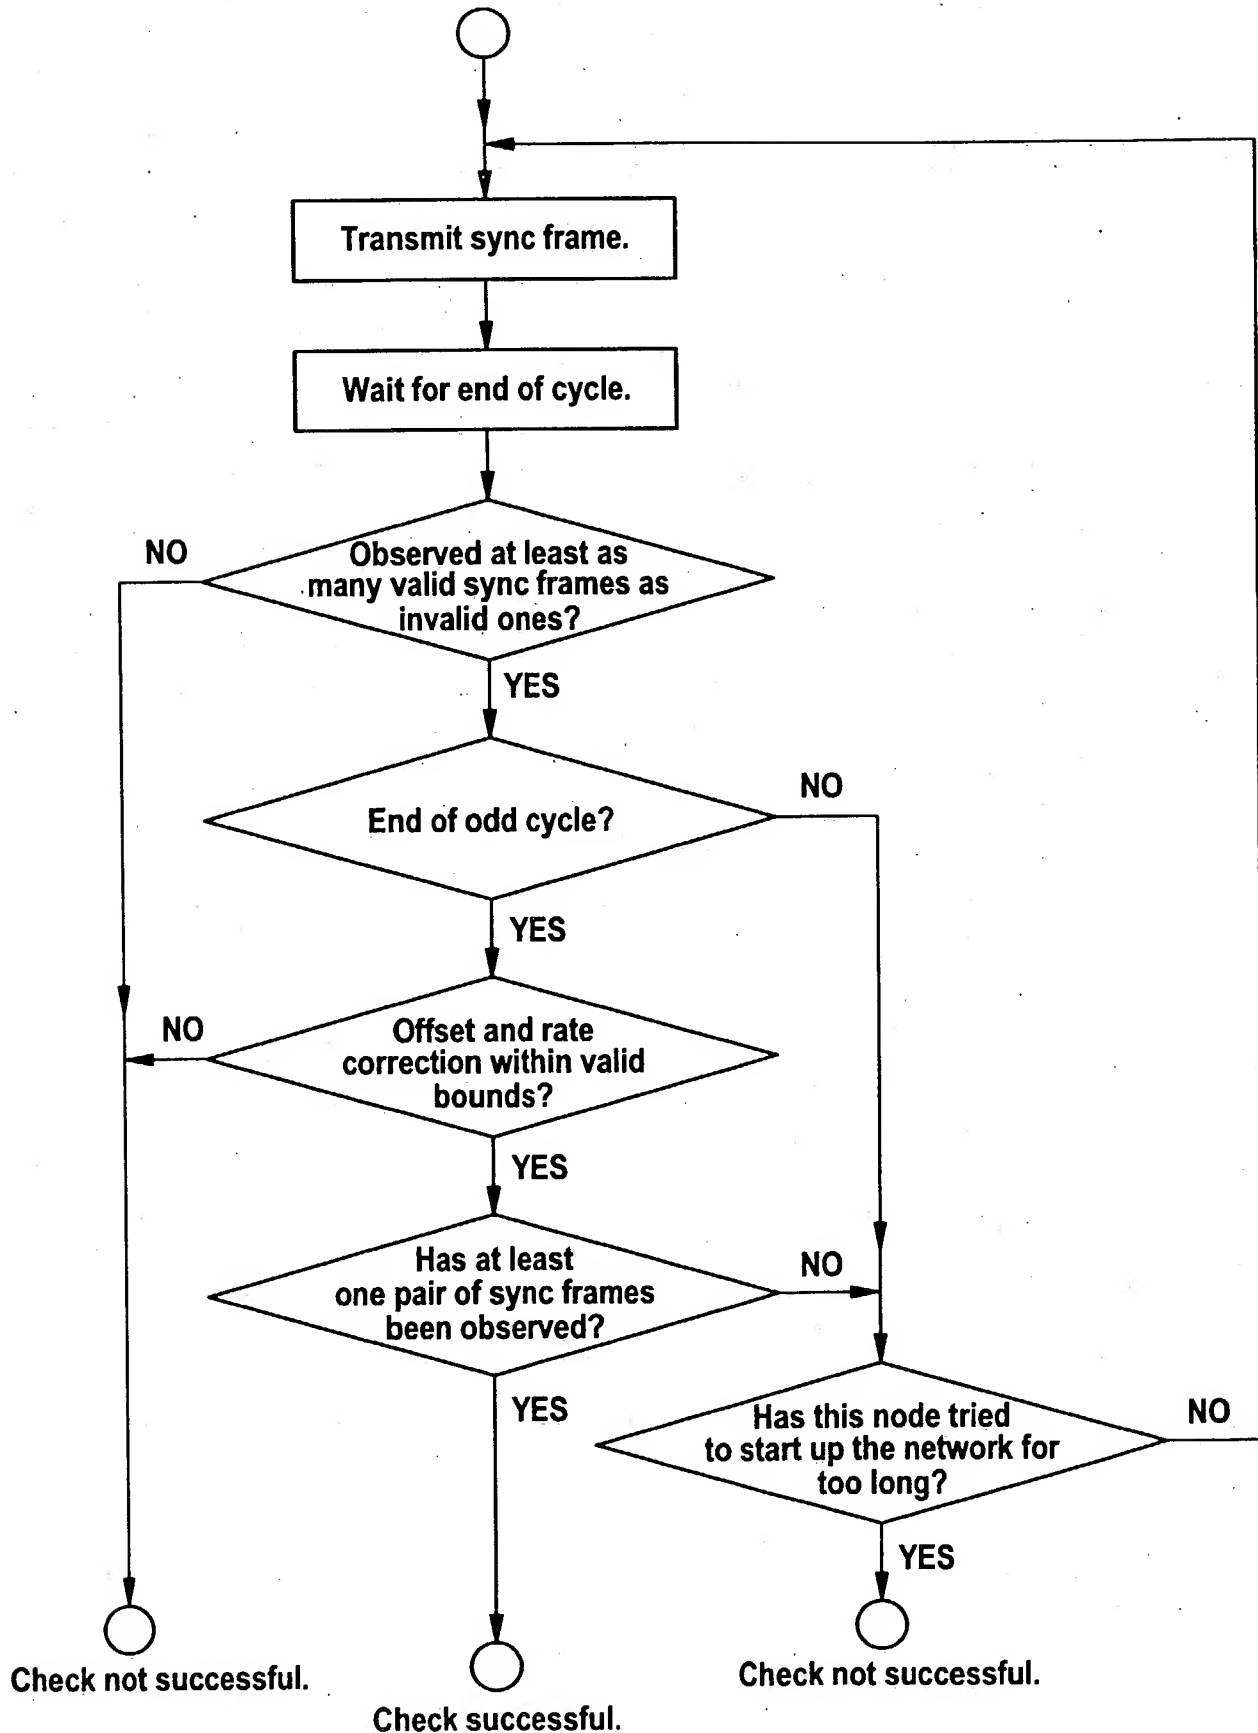 Transmit sync frame.
Wait for end of cycle.
NO
Observed at least as
many valid sync frames as
invalid ones?
YES
NO
End of odd cycle?
YES
NO
Offset and rate
correction within valid
bounds?
YES
Has at least
one pair of sync frames
been observed?
NO
YES
Has this node tried
to start up the network for
too long?
NO
YES
Check not successful.
Check successful.
Check not successful.